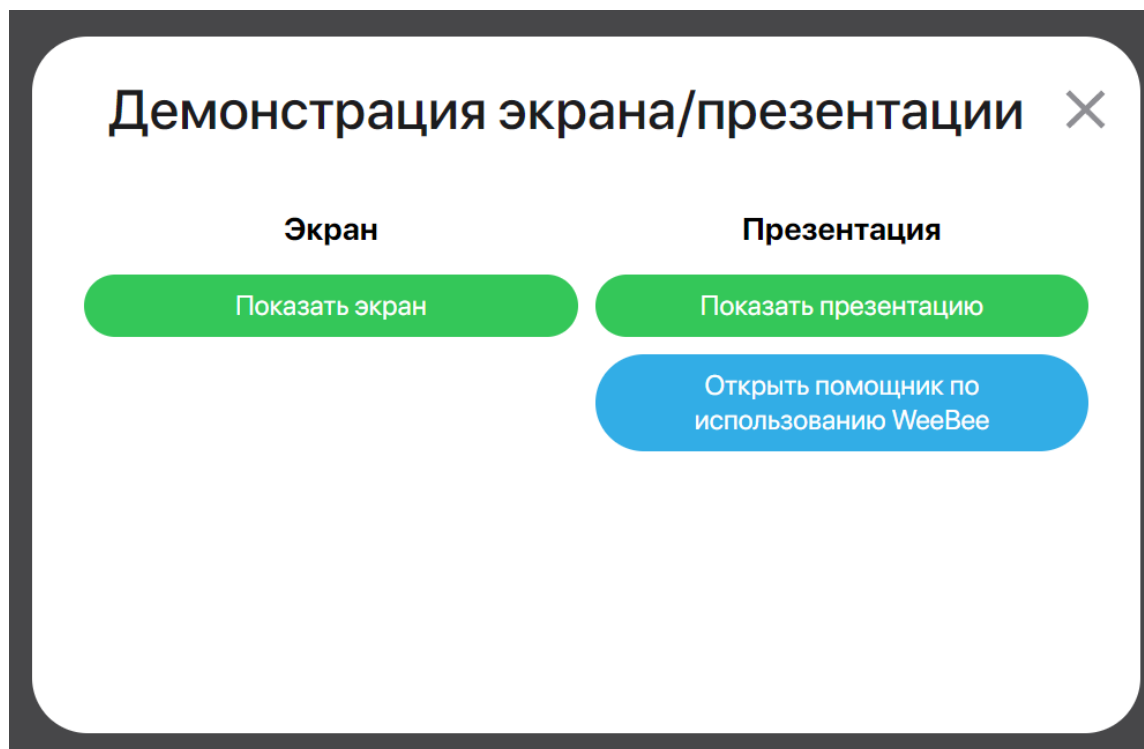 Демонстрация экрана/презентации
Экран
Показать экран
Презентация
Показать презентацию
Открыть помощник по
использованию WeeBee